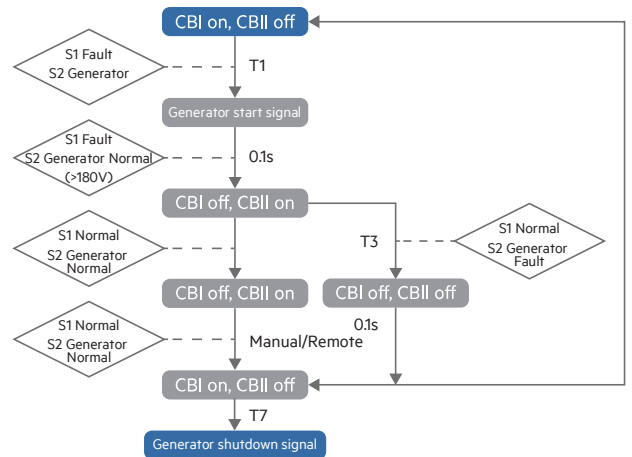 CBI on, CBII off
S1 Fault
S2 Generator
T1
Generator start signal
S1 Fault
S2 Generator Normal
(>180V)
0.1s
CBI off, CBII on
S1 Normal
S2 Generator
Normal
T3
S1 Normal
S2 Generator
Fault
CBI off, CBII on
CBI off, CBII off
S1 Normal
S2 Generator
Normal
Manual/Remote
0.1s
CBI on, CBII off
T7
Generator shutdown signal